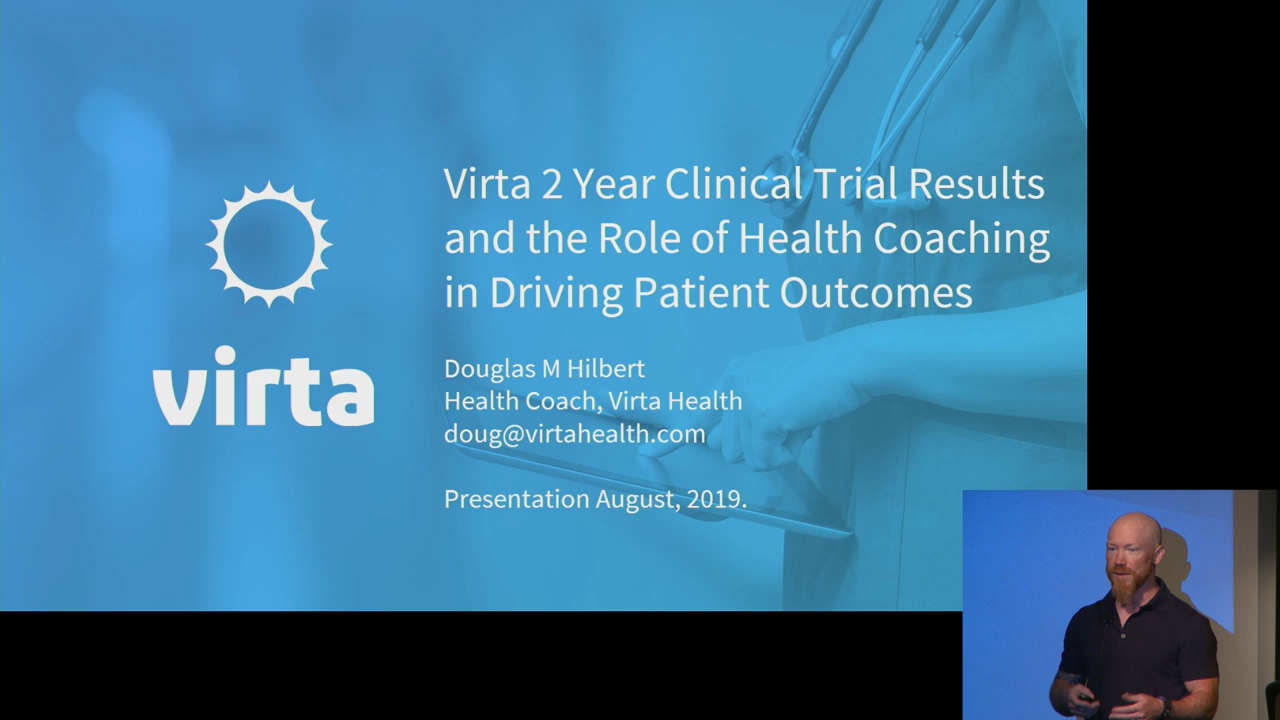 virta
Virta 2 Year Clinical Trial Results
and the Role of Health Coaching
in Driving Patient Outcomes
Douglas M Hilbert
Health Coach, Virta Health
doug@virtahealth.com
Presentation August, 2019.